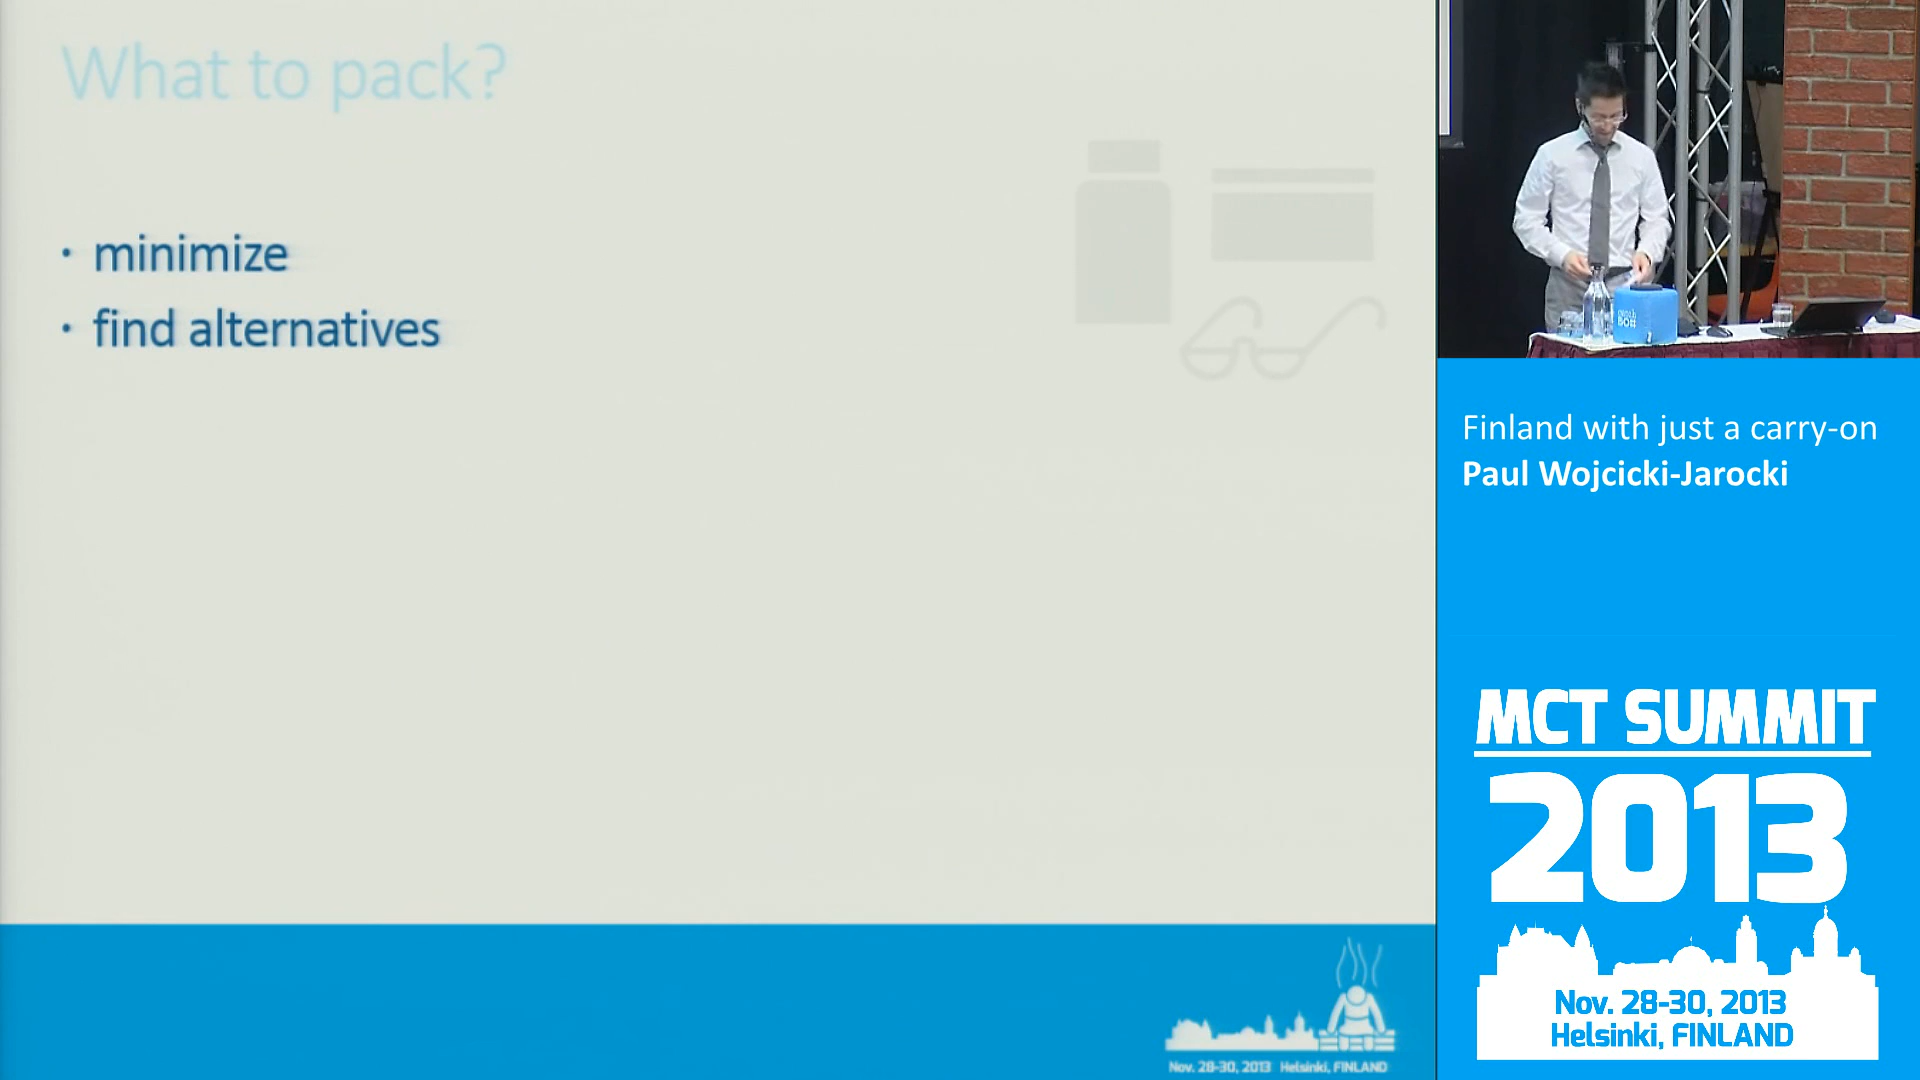 What to pack?
· minimize
· find alternatives
Nov. 28-30, 2013 Helsinki, FINLAND
Finland with just a carry-on
Paul Wojcicki-Jarocki
MCT SUMMIT
2013
Nov. 28-30, 2013
Helsinki, FINLAND